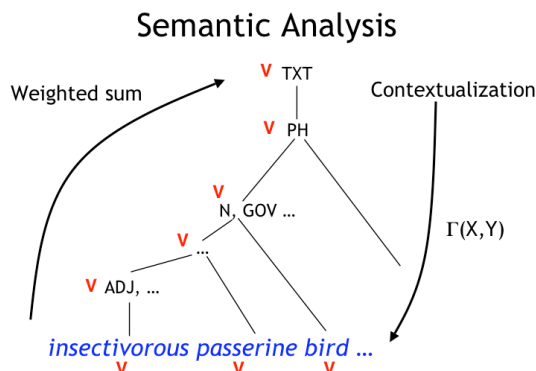 Semantic Analysis
V TXT
Weighted sum
Contextualization
V PH
V
N, GOV ...
Γ(X,Y)
V ...
V ADJ, ...
insectivorous passerine bird ...
V V V